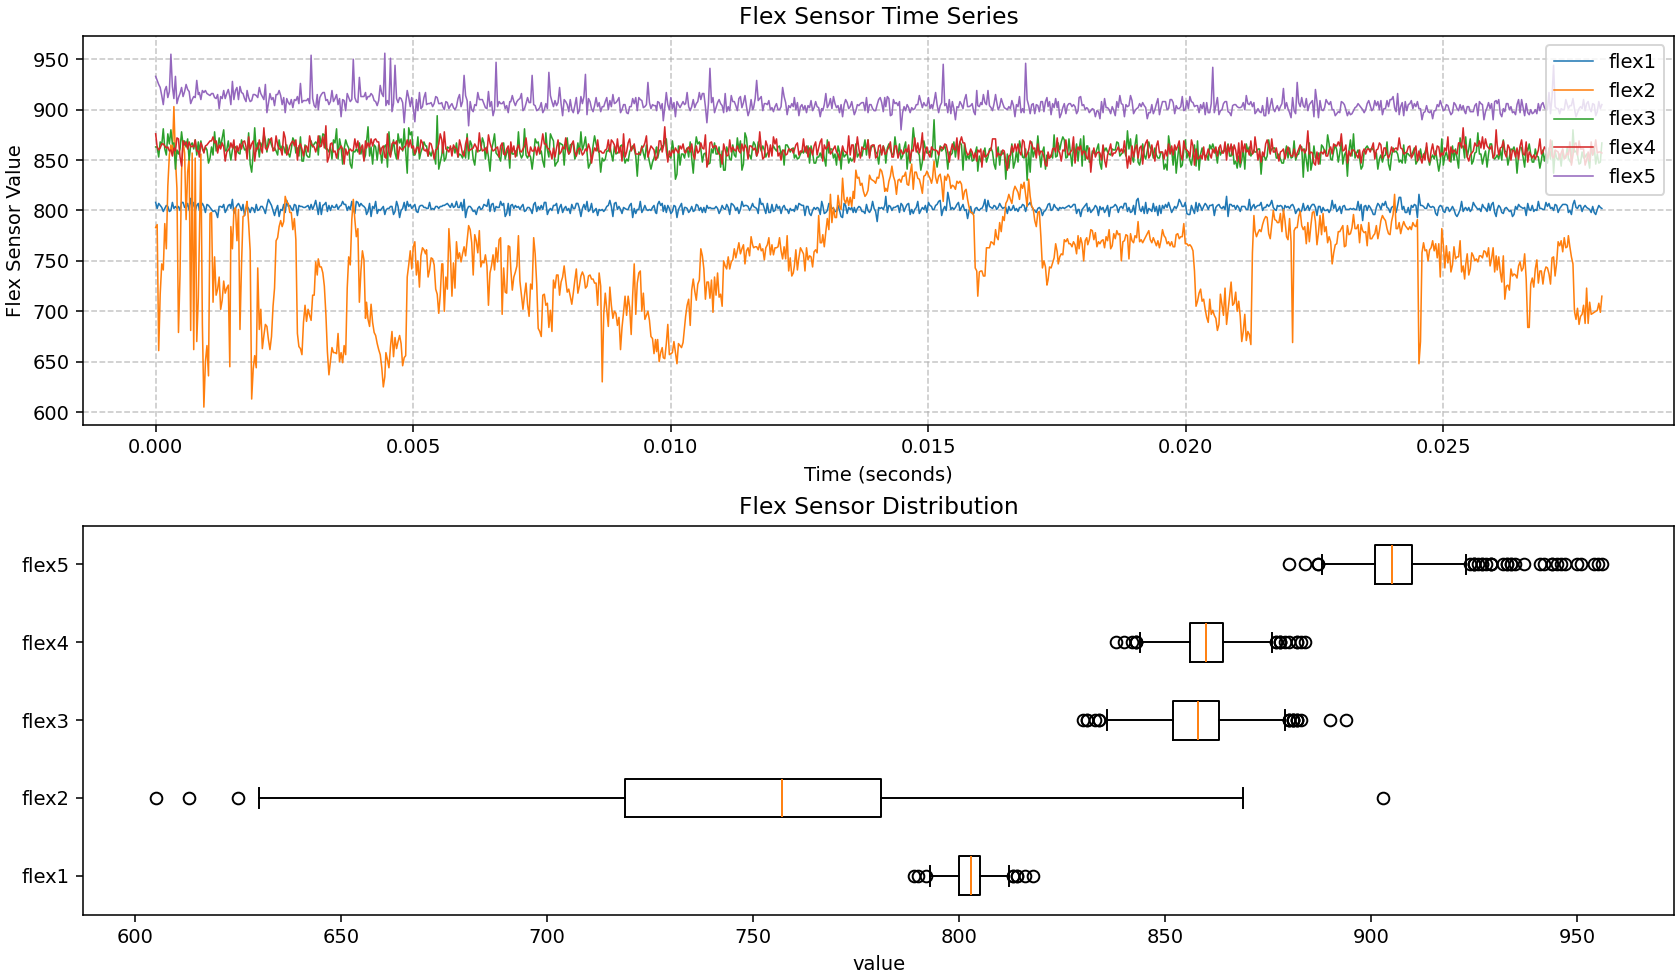 Flex Sensor Time Series
Flex Sensor Value
950
900
850
800
750
700
650
600
flex1
flex2
flex3
flex4
flex5
0.000 0.005 0.010 0.015 0.020 0.025
Time (seconds)
Flex Sensor Distribution
flex5
flex4
flex3
flex2
flex1
600 650 700 750 800 850 900 950
value